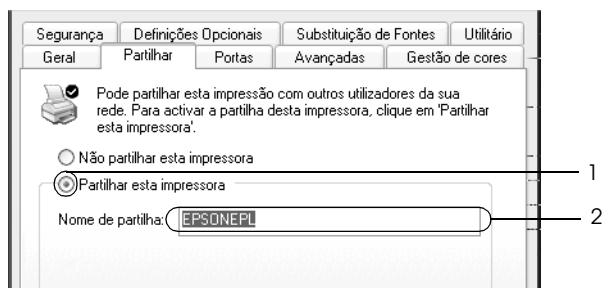 Segurança Definições Opcionais Substituição de Fontes Utilitário
Geral Partilhar Portas Avançadas Gestão de cores
Pode partilhar esta impressão com outros utilizadores da sua
rede. Para activar a partilha desta impressora, clique em 'Partilhar
esta impressora'.
Não partilhar esta impressora
1
Partilhar esta impressora
Nome de partilha: EPSONEPL
2